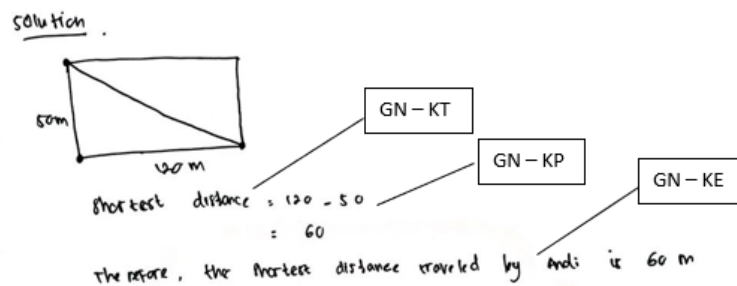 Solution.
50m
120 m
GN – KT
GN – KP
GN – KE
Shortest distance = 120 - 50
= 60
Therefore, the shortest distance traveled by Andi is 60 m